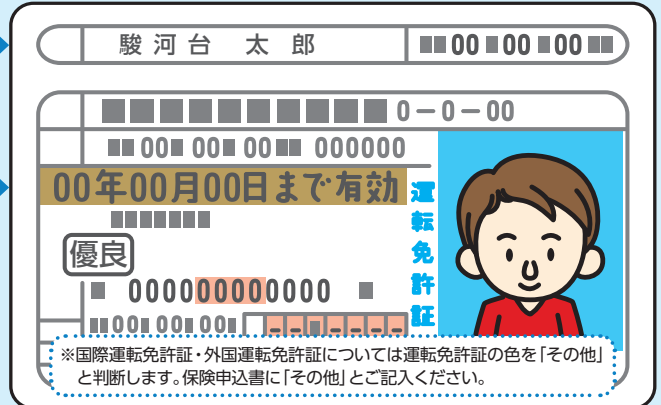 駿河台 太郎
■■00■00■00■■
■■■■■■■■■■0－0－00
■■00■00■00■■ 000000
00年00月00日まで有効
運転免許証
■■■■■■■
優良
■ 000000000000 ■
■■00■00■00■
※国際運転免許証・外国運転免許証については運転免許証の色を「その他」
と判断します。保険申込書に「その他」とご記入ください。